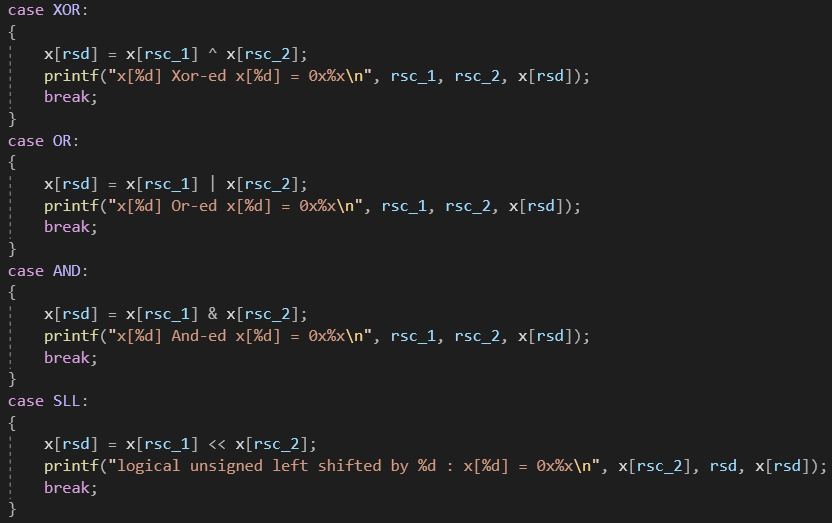 case XOR:
{
    x[rsd] = x[rsc_1] ^ x[rsc_2];
    printf("x[%d] Xor-ed x[%d] = 0x%x\n", rsc_1, rsc_2, x[rsd]);
    break;
}
case OR:
{
    x[rsd] = x[rsc_1] | x[rsc_2];
    printf("x[%d] Or-ed x[%d] = 0x%x\n", rsc_1, rsc_2, x[rsd]);
    break;
}
case AND:
{
    x[rsd] = x[rsc_1] & x[rsc_2];
    printf("x[%d] And-ed x[%d] = 0x%x\n", rsc_1, rsc_2, x[rsd]);
    break;
}
case SLL:
{
    x[rsd] = x[rsc_1] << x[rsc_2];
    printf("logical unsigned left shifted by %d : x[%d] = 0x%x\n", x[rsc_2], rsd, x[rsd]);
    break;
}